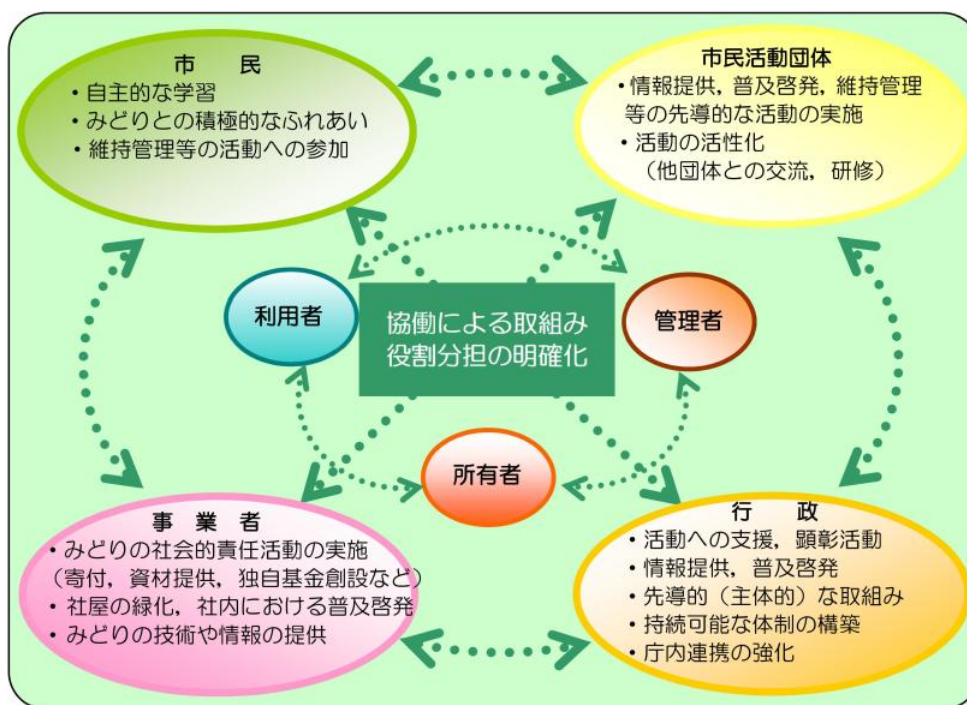 市　　民
・自主的な学習
・みどりとの積極的なふれあい
・維持管理等の活動への参加
市民活動団体
・情報提供，普及啓発，維持管理
等の先導的な活動の実施
・活動の活性化
（他団体との交流，研修）
利用者
協働による取組み
役割分担の明確化
管理者
所有者
事　業　者
・みどりの社会的責任活動の実施
（寄付，資材提供，独自基金創設など）
・社屋の緑化，社内における普及啓発
・みどりの技術や情報の提供
行　　政
・活動への支援，顕彰活動
・情報提供，普及啓発
・先導的（主体的）な取組み
・持続可能な体制の構築
・庁内連携の強化